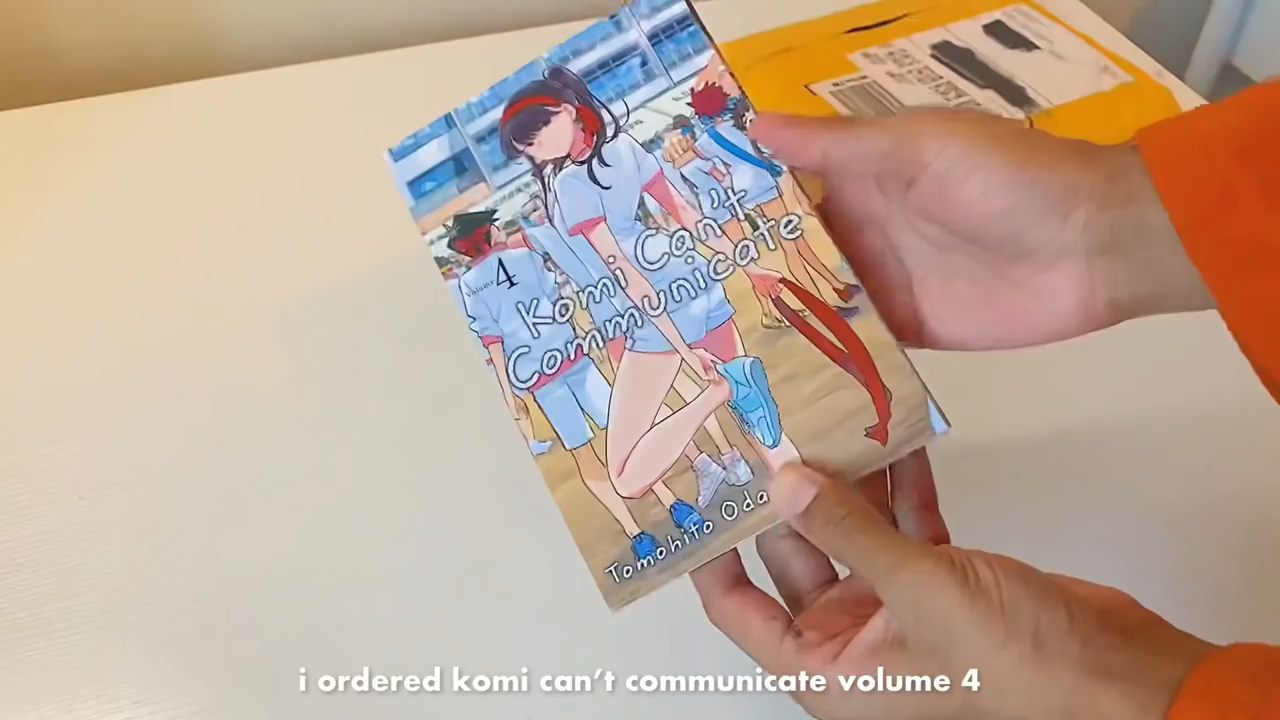 Volume 4
Komi Can't
Communicate
Tomohito Oda
i ordered komi can't communicate volume 4